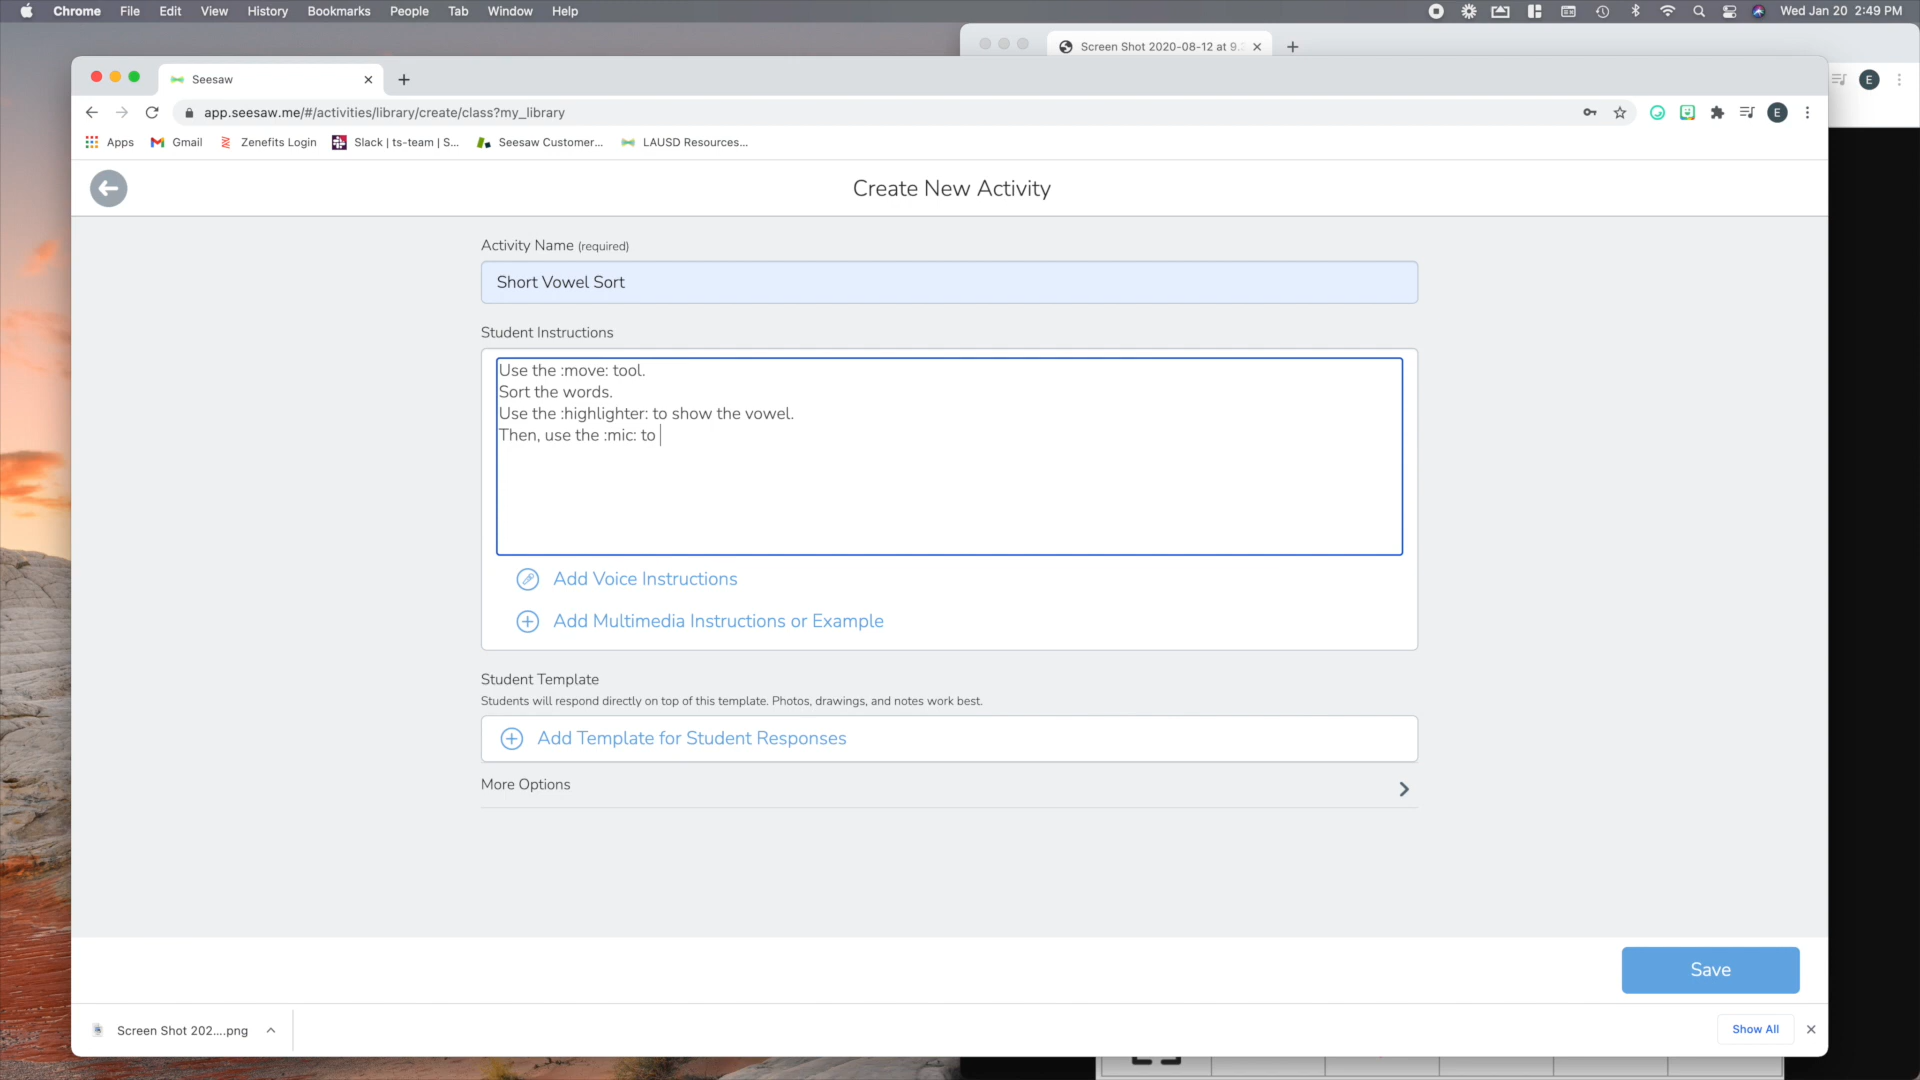 Chrome File Edit View History Bookmarks People Tab Window Help
Wed Jan 20 2:49 PM
Screen Shot 2020-08-12 at 9.
Seesaw
E
app.seesaw.me/#/activities/library/create/class?my_library
E
Apps Gmail Zenefits Login Slack | ts-team | S... Seesaw Customer... LAUSD Resources...
Create New Activity
Activity Name (required)
Short Vowel Sort
Student Instructions
Use the :move: tool.
Sort the words.
Use the :highlighter: to show the vowel.
Then, use the :mic: to
Add Voice Instructions
Add Multimedia Instructions or Example
Student Template
Students will respond directly on top of this template. Photos, drawings, and notes work best.
Add Template for Student Responses
More Options
Save
Screen Shot 202....png
Show All